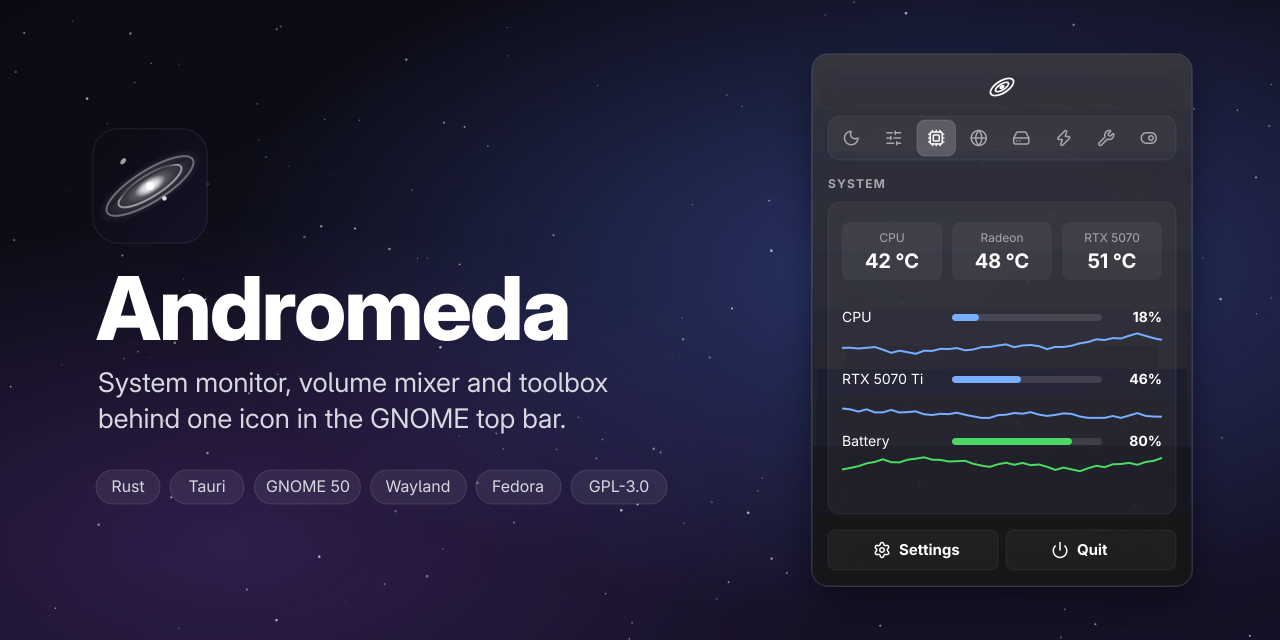 Andromeda
System monitor, volume mixer and toolbox
behind one icon in the GNOME top bar.
Rust Tauri GNOME 50 Wayland Fedora GPL-3.0
SYSTEM
CPU Radeon RTX 5070
42 °C 48 °C 51 °C
CPU 18%
RTX 5070 Ti 46%
Battery 80%
Settings Quit